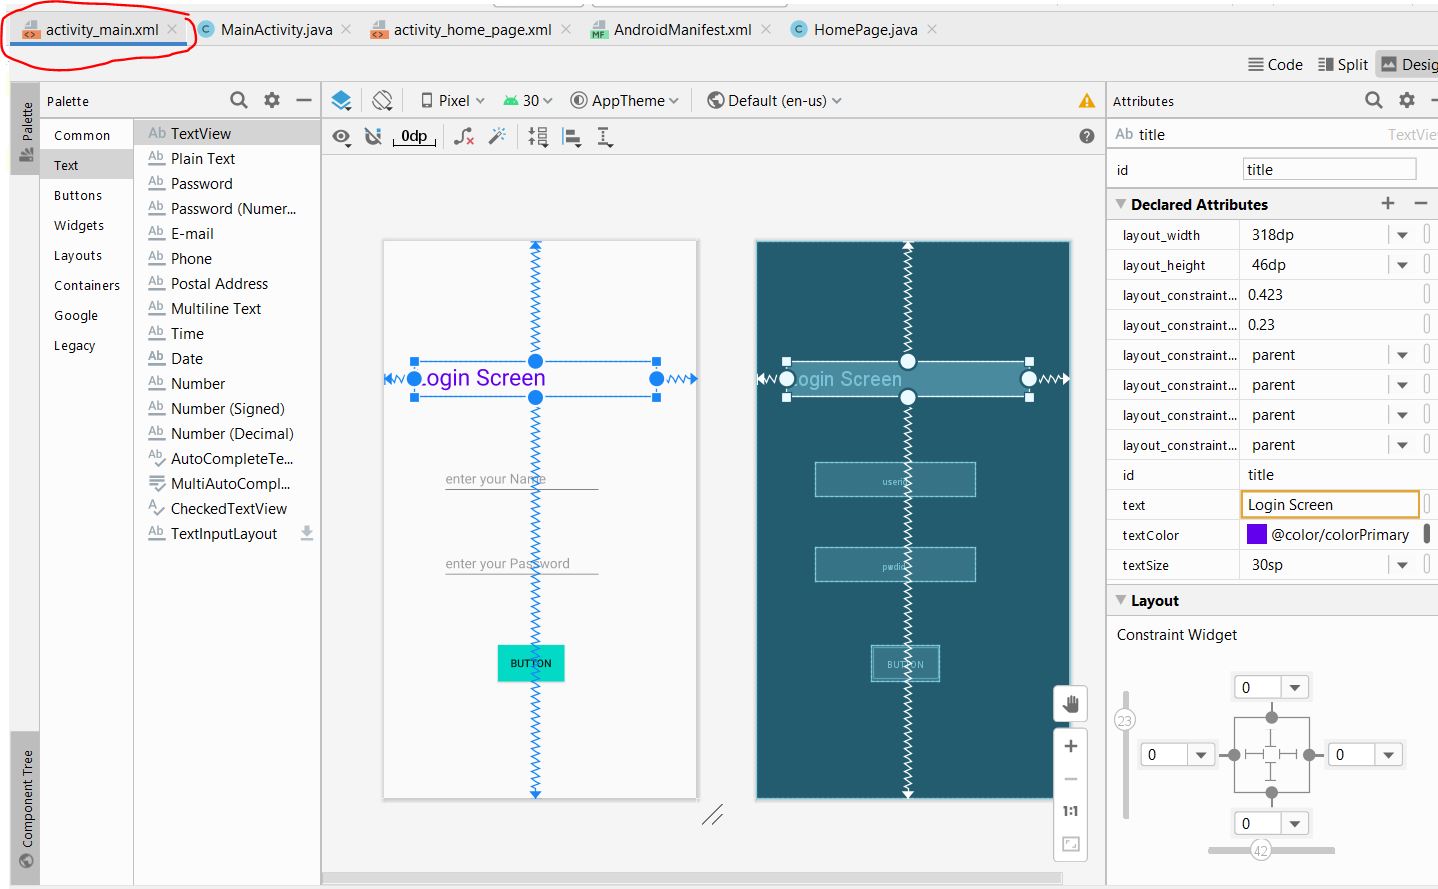 activity_main.xml
MainActivity.java
activity_home_page.xml
MF AndroidManifest.xml
HomePage.java
Code
Split
Desig
Palette
Component Tree
Palette
Common
Text
Buttons
Widgets
Layouts
Containers
Google
Legacy
Ab TextView
Ab Plain Text
Ab Password
Ab Password (Numer...
Ab E-mail
Ab Phone
Ab Postal Address
Ab Multiline Text
Ab Time
Ab Date
Ab Number
Ab Number (Signed)
Ab Number (Decimal)
Ab AutoCompleteTe...
MultiAutoCompl...
A CheckedTextView
Ab TextInputLayout
Pixel
30
AppTheme
Default (en-us)
0dp
Login Screen
enter your Name
enter your Password
BUTTON
Login Screen
userid
pwdid
BUTTON
1:1
Attributes
Ab title TextVie
id title
Declared Attributes
layout_width 318dp
layout_height 46dp
layout_constraint... 0.423
layout_constraint... 0.23
layout_constraint... parent
layout_constraint... parent
layout_constraint... parent
layout_constraint... parent
id title
text Login Screen
textColor @color/colorPrimary
textSize 30sp
Layout
Constraint Widget
0
23
0
0
0
42